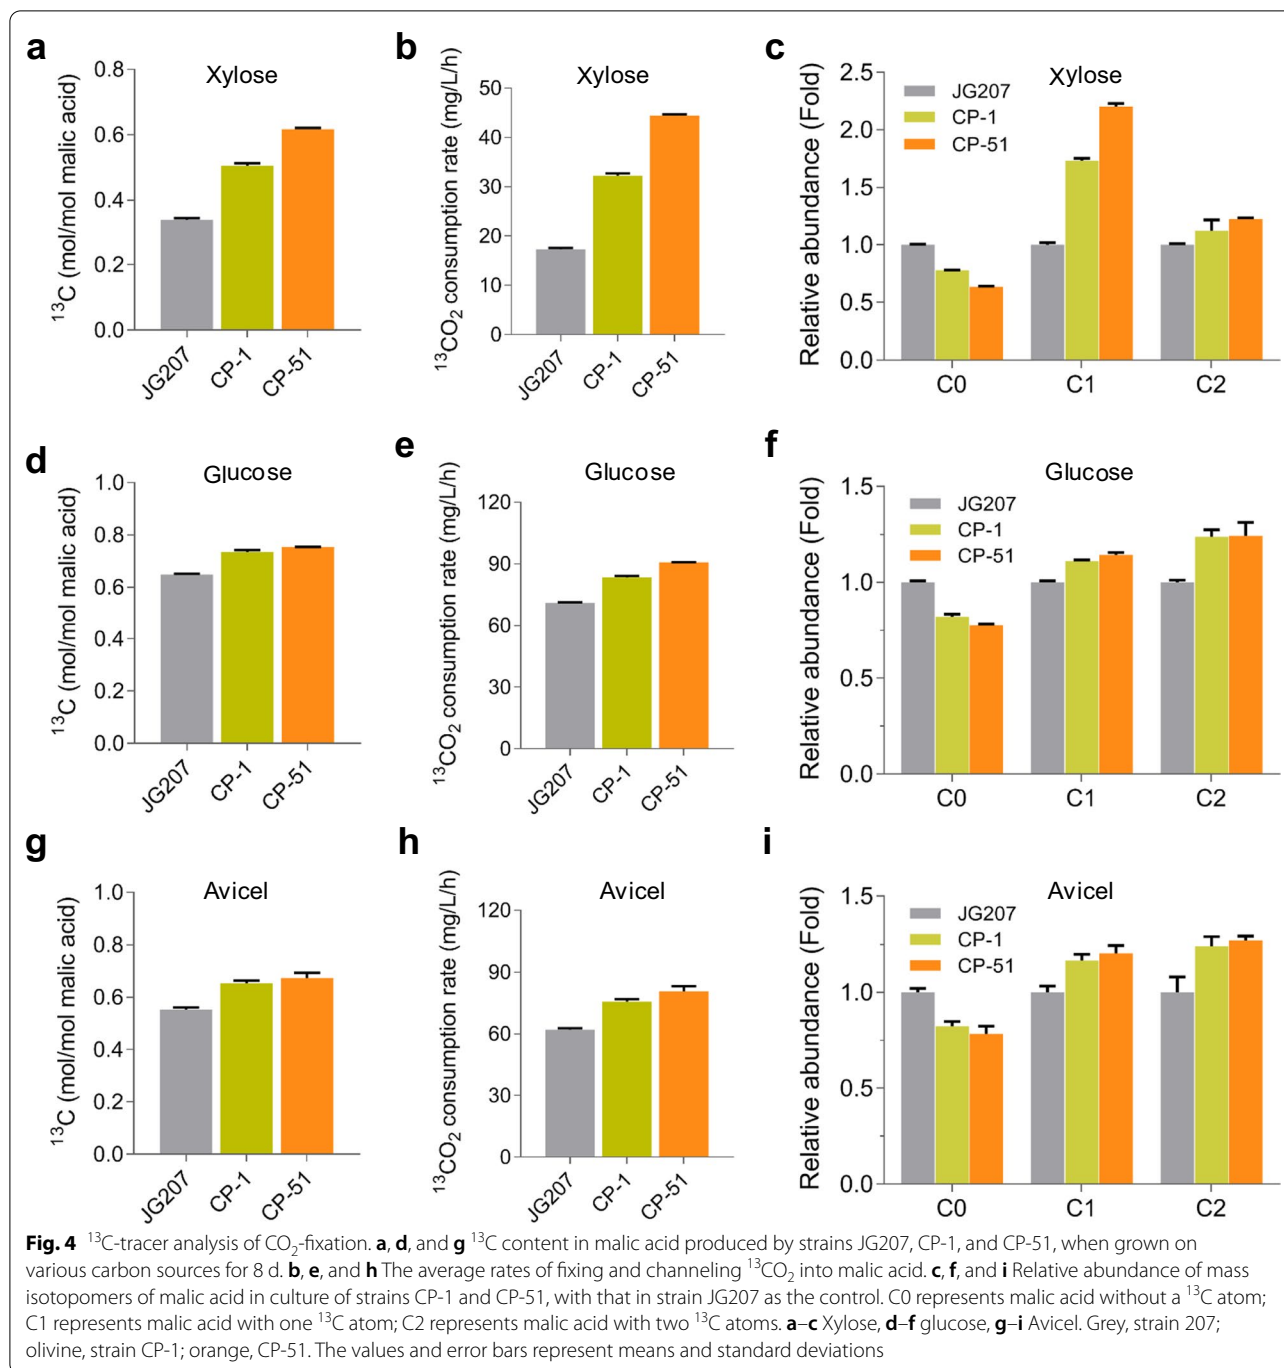 a
Xylose
¹³C (mol/mol malic acid)
0.8
0.6
0.4
0.2
0.0
JG207
CP-1
CP-51
b
Xylose
¹³CO₂ consumption rate (mg/L/h)
50
40
30
20
10
0
JG207
CP-1
CP-51
c
Xylose
Relative abundance (Fold)
2.5
2.0
1.5
1.0
0.5
0.0
JG207
CP-1
CP-51
C0
C1
C2
d
Glucose
¹³C (mol/mol malic acid)
1.0
0.8
0.6
0.4
0.2
0.0
JG207
CP-1
CP-51
e
Glucose
¹³CO₂ consumption rate (mg/L/h)
120
90
60
30
0
JG207
CP-1
CP-51
f
Glucose
Relative abundance (Fold)
1.5
1.0
0.5
0.0
JG207
CP-1
CP-51
C0
C1
C2
g
Avicel
¹³C (mol/mol malic acid)
1.0
0.8
0.6
0.4
0.2
0.0
JG207
CP-1
CP-51
h
Avicel
¹³CO₂ consumption rate (mg/L/h)
120
90
60
30
0
JG207
CP-1
CP-51
i
Avicel
Relative abundance (Fold)
1.5
1.0
0.5
0.0
JG207
CP-1
CP-51
C0
C1
C2
Fig. 4 ¹³C-tracer analysis of CO₂-fixation. a, d, and g ¹³C content in malic acid produced by strains JG207, CP-1, and CP-51, when grown on
various carbon sources for 8 d. b, e, and h The average rates of fixing and channeling ¹³CO₂ into malic acid. c, f, and i Relative abundance of mass
isotopomers of malic acid in culture of strains CP-1 and CP-51, with that in strain JG207 as the control. C0 represents malic acid without a ¹³C atom;
C1 represents malic acid with one ¹³C atom; C2 represents malic acid with two ¹³C atoms. a–c Xylose, d–f glucose, g–i Avicel. Grey, strain 207;
olivine, strain CP-1; orange, CP-51. The values and error bars represent means and standard deviations